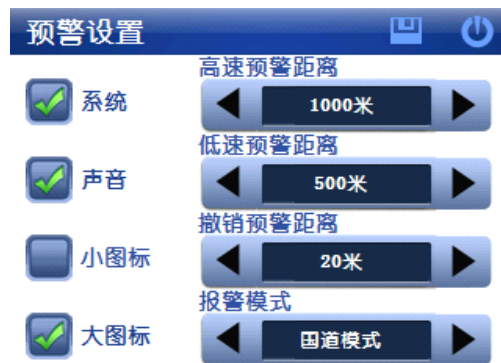 预警设置
高速预警距离
系统
1000米
低速预警距离
声音
500米
撤销预警距离
小图标
20米
报警模式
大图标
国道模式